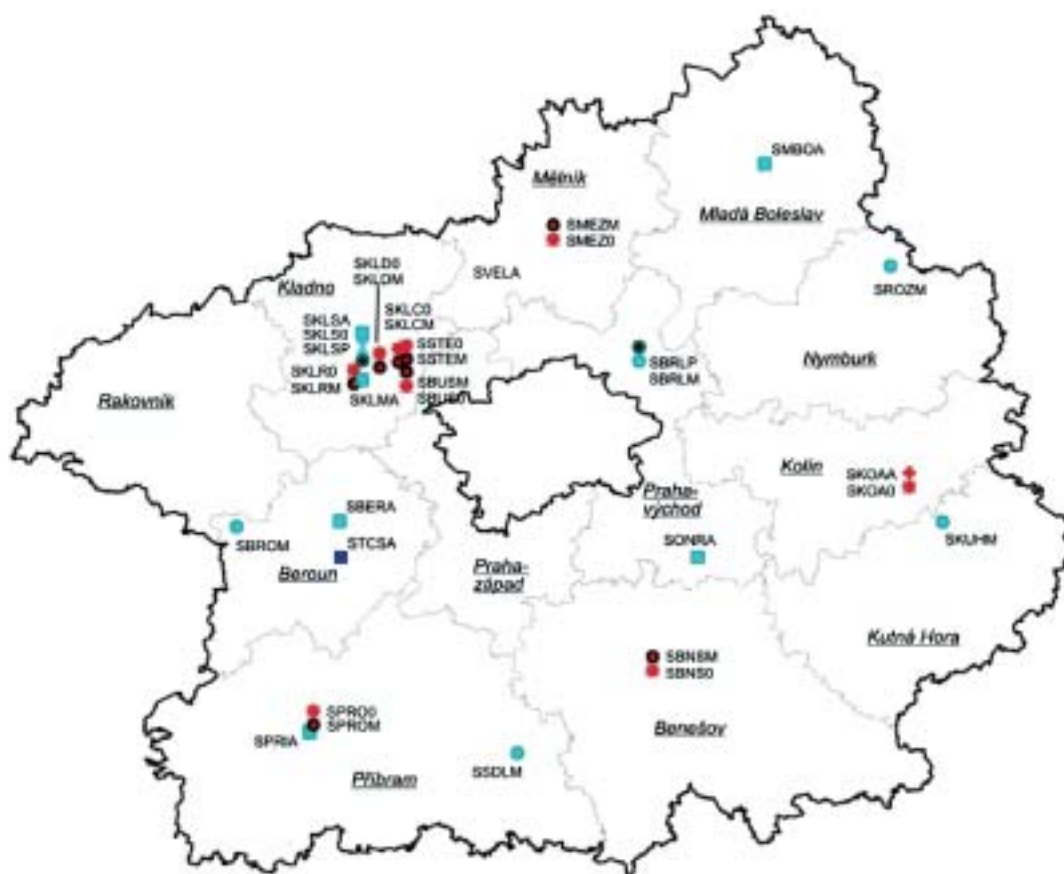 SMBOA
Mělník
Mladá Boleslav
SMEZM
SMEZ0
SKLD0
SKLDM
SVELA
Kladno
SROZM
SKLC0
SKLCM
SKLSA
SKLS0
SKLSP
SSTE0
SSTEM
SBRLP
SBRLM
Nymburk
SKLR0
SKLRM
SKLMA
SBUSM
SBUS0
Rakovník
Kolín
SKOAA
SKOA0
Praha-
východ
SBERA
SBROM
STCSA
SONRA
SKUHM
Beroun
Praha-
západ
Kutná Hora
SBNSM
SBNS0
SPRO0
SPROM
SPRIA
Benešov
SSDLM
Příbram